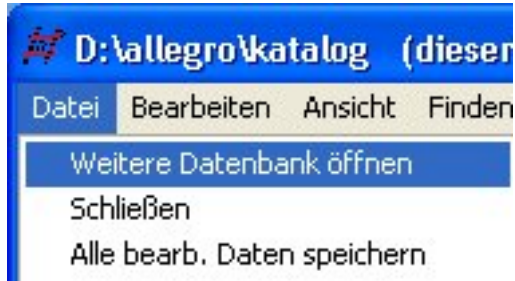 D:\allegro\katalog (dieser
Datei Bearbeiten Ansicht Finden
Weitere Datenbank öffnen
Schließen
Alle bearb. Daten speichern